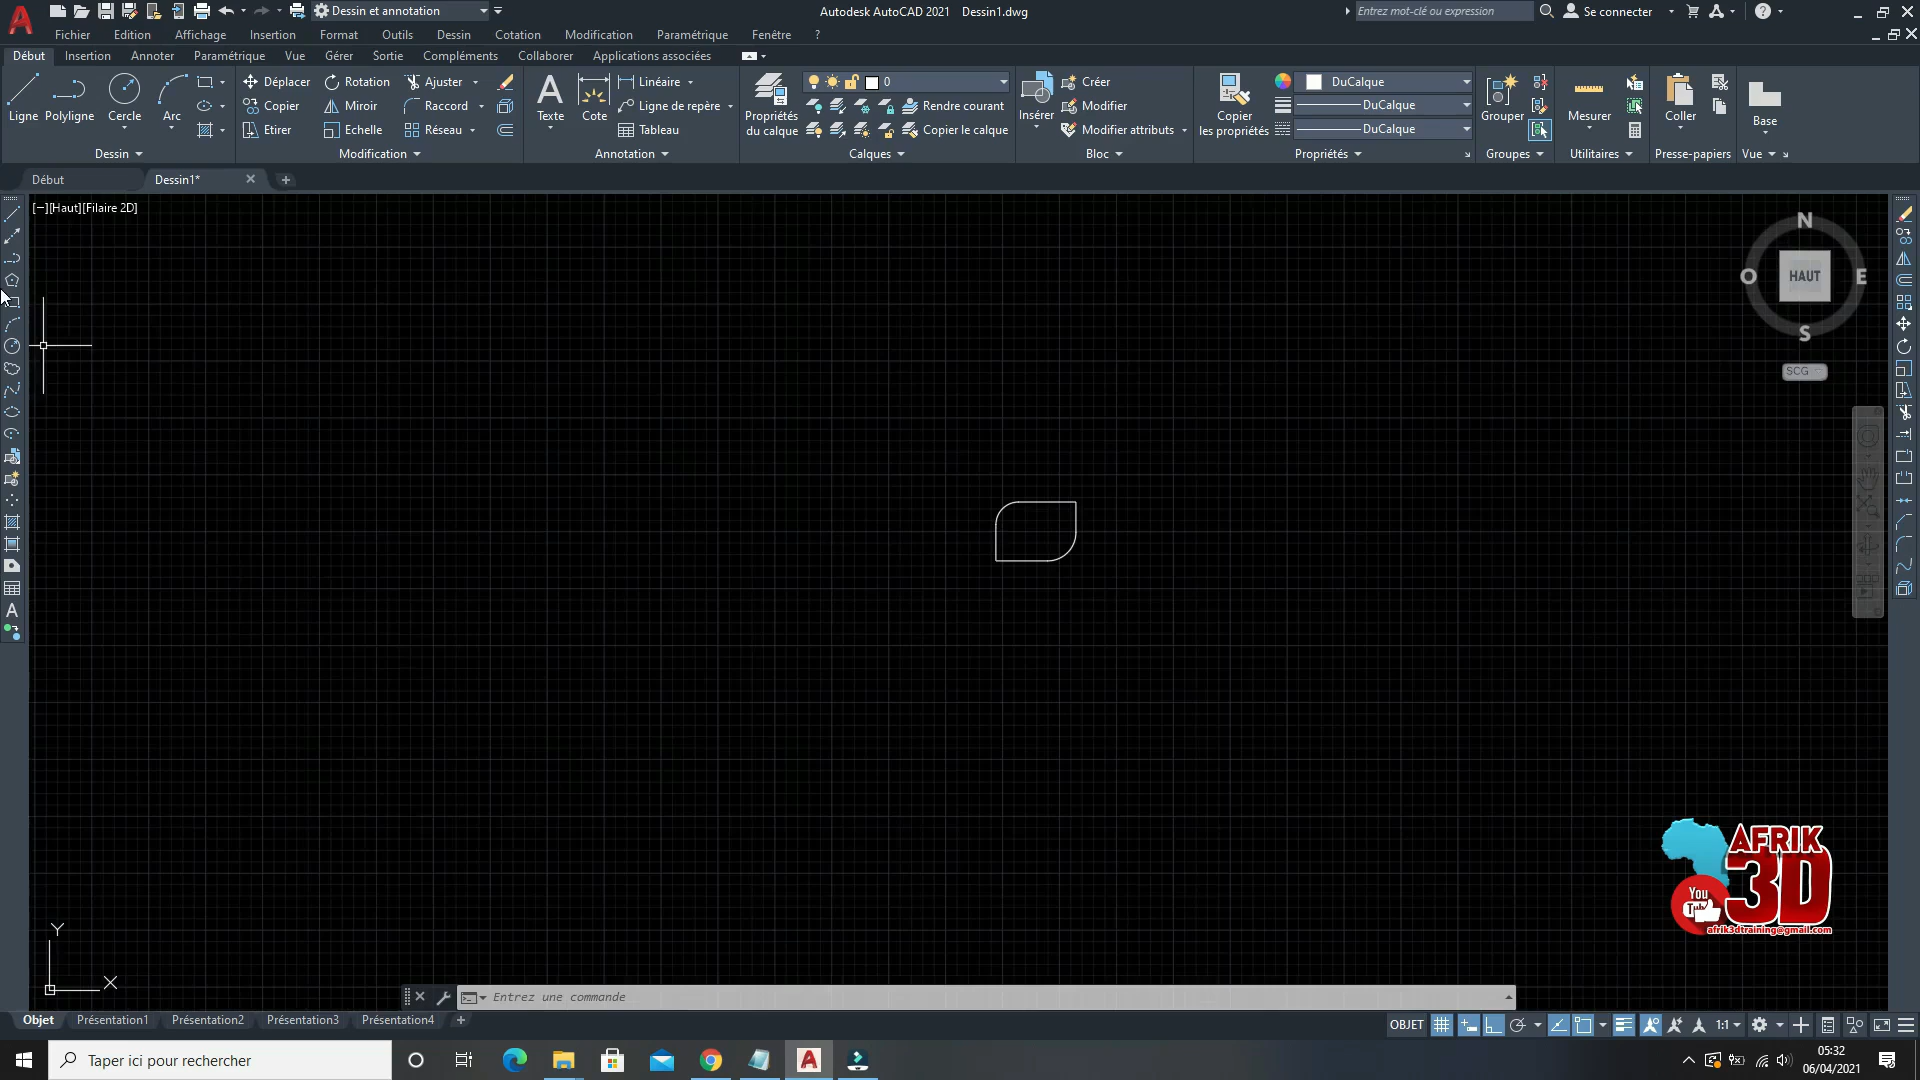 Dessin et annotation
Autodesk AutoCAD 2021 Dessin1.dwg
Entrez mot-clé ou expression
Se connecter
Fichier Edition Affichage Insertion Format Outils Dessin Cotation Modification Paramétrique Fenêtre ?
Début Insertion Annoter Paramétrique Vue Gérer Sortie Compléments Collaborer Applications associées
Ligne Polyligne Cercle Arc
Dessin
Déplacer Rotation Ajuster
Copier Miroir Raccord
Etirer Echelle Réseau
Modification
Texte Cote
Linéaire
Ligne de repère
Tableau
Annotation
Propriétés
du calque
0
Rendre courant
Copier le calque
Calques
Insérer
Créer
Modifier
Modifier attributs
Bloc
Copier
les propriétés
DuCalque
DuCalque
DuCalque
Propriétés
Grouper
Groupes
Mesurer
Utilitaires
Coller
Presse-papiers
Base
Vue
Début Dessin1*
[−][Haut][Filaire 2D]
N
O HAUT E
S
SCG
A
AFRIK
3D
You
Tube
afrik3dtraining@gmail.com
Y
X
Entrez une commande
Objet Présentation1 Présentation2 Présentation3 Présentation4 +
OBJET
1:1
Taper ici pour rechercher
05:32
06/04/2021